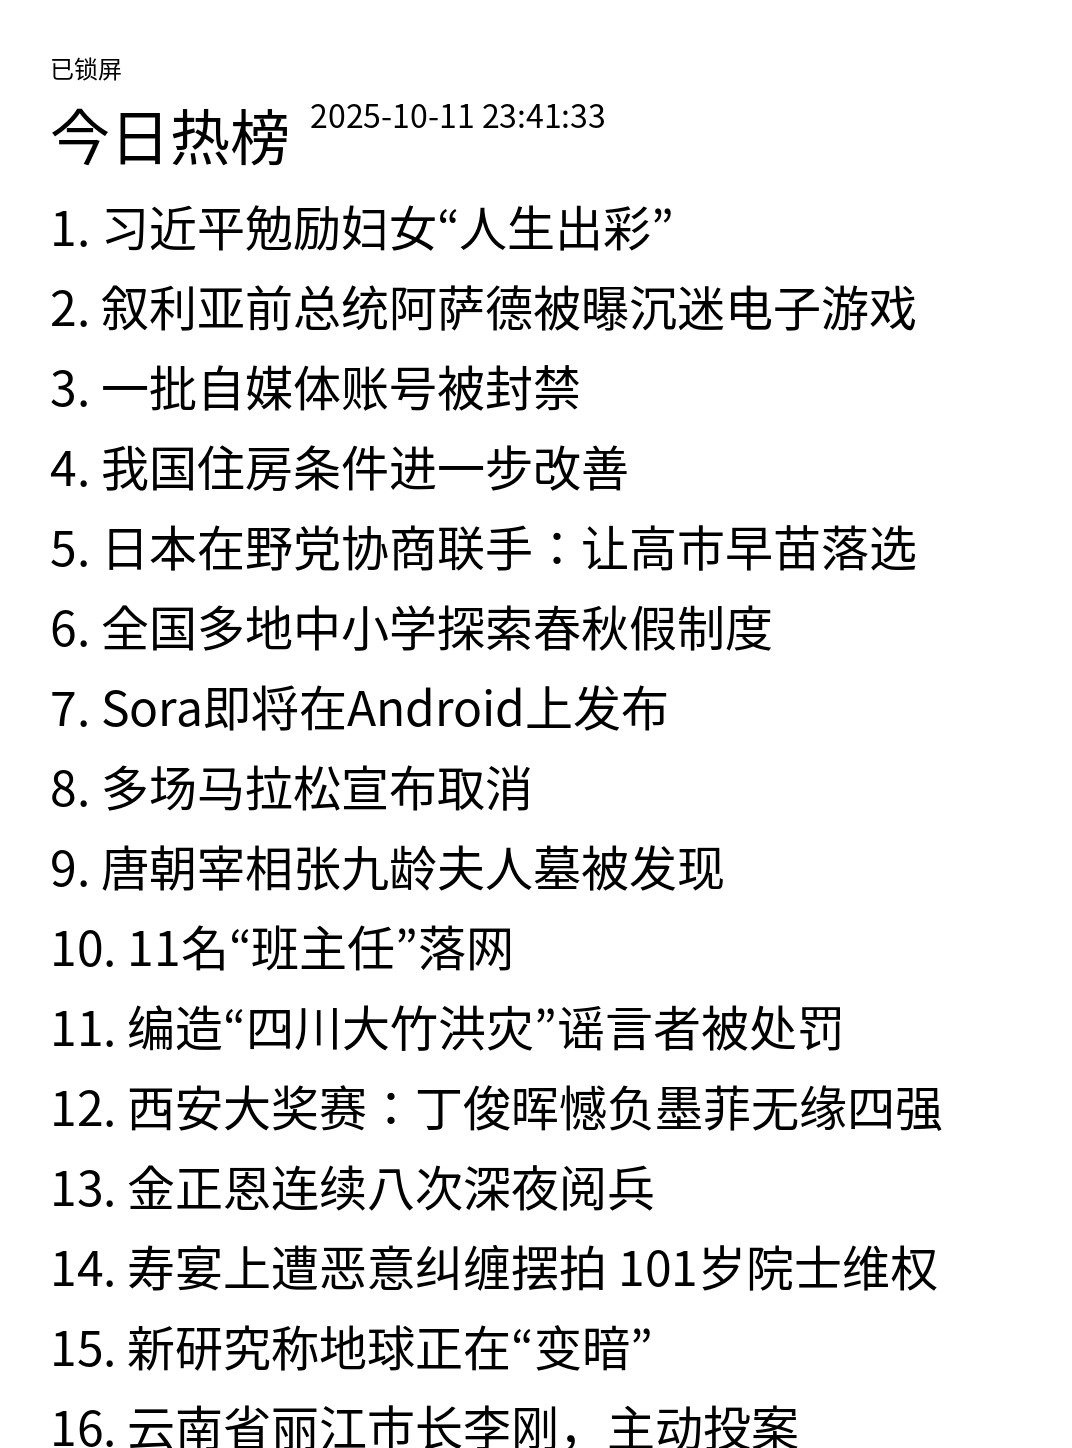 已锁屏
今日热榜 2025-10-11 23:41:33
1. 习近平勉励妇女“人生出彩”
2. 叙利亚前总统阿萨德被曝沉迷电子游戏
3. 一批自媒体账号被封禁
4. 我国住房条件进一步改善
5. 日本在野党协商联手：让高市早苗落选
6. 全国多地中小学探索春秋假制度
7. Sora即将在Android上发布
8. 多场马拉松宣布取消
9. 唐朝宰相张九龄夫人墓被发现
10. 11名“班主任”落网
11. 编造“四川大竹洪灾”谣言者被处罚
12. 西安大奖赛：丁俊晖憾负墨菲无缘四强
13. 金正恩连续八次深夜阅兵
14. 寿宴上遭恶意纠缠摆拍 101岁院士维权
15. 新研究称地球正在“变暗”
16. 云南省丽江市长李刚，主动投案